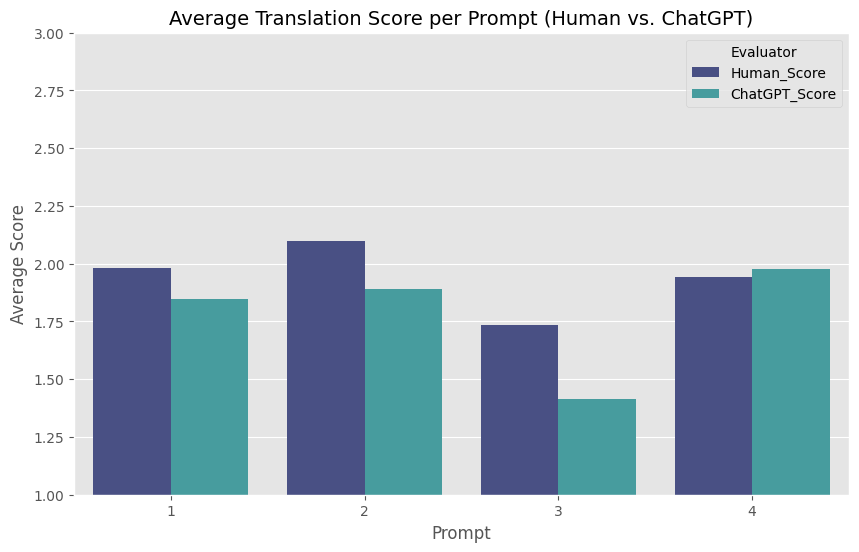 Average Translation Score per Prompt (Human vs. ChatGPT)
Evaluator
Human_Score
ChatGPT_Score
Average Score
3.00
2.75
2.50
2.25
2.00
1.75
1.50
1.25
1.00
1 2 3 4
Prompt